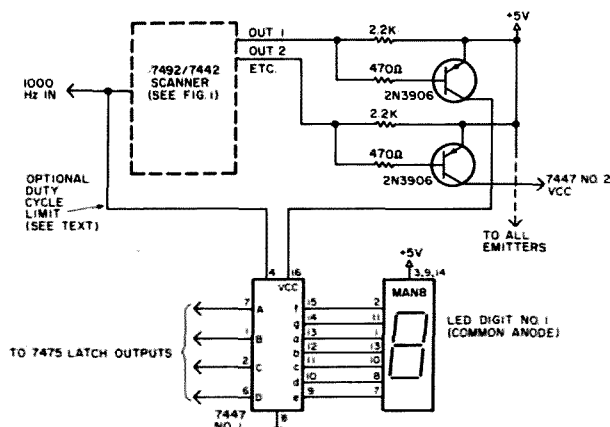 +5V
OUT 1
2.2K
OUT 2
7492/7442
SCANNER
(SEE FIG. 1)
ETC.
470Ω
1000
Hz IN
2N3906
2.2K
470Ω
2N3906
7447 NO. 2
VCC
OPTIONAL
DUTY
CYCLE
LIMIT
(SEE TEXT)
TO ALL
EMITTERS
+5V
4 16
VCC
3,9,14
MAN8
7 A f 15 2
g 14 11
1 B a 13 1
b 12 13
2 C c 11 10
d 10 8
6 D e 9 7
TO 7475 LATCH OUTPUTS
LED DIGIT NO. 1
(COMMON ANODE)
7447
NO. 1
8